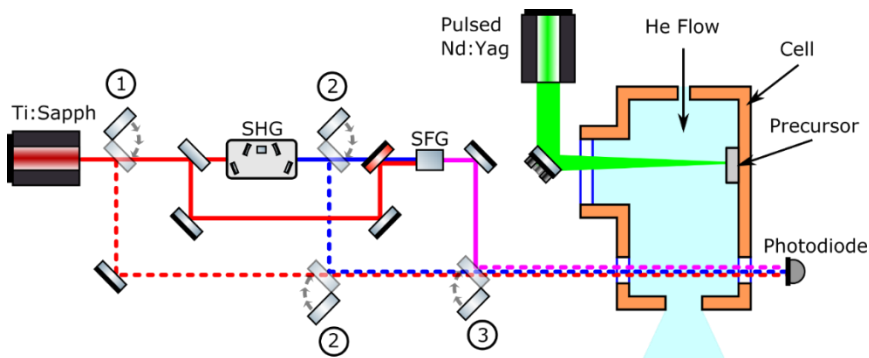 Pulsed
Nd:Yag
He Flow
Cell
Ti:Sapph
1
2
SHG
SFG
Precursor
Photodiode
2
3